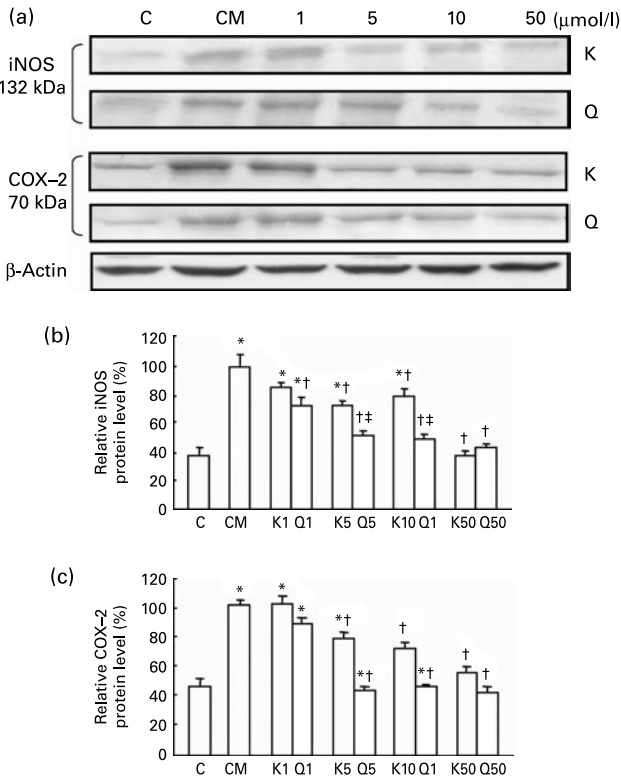 (a) C CM 1 5 10 50 (μmol/l)
iNOS
132 kDa
K
Q
COX–2
70 kDa
K
Q
β-Actin
(b)
Relative iNOS
protein level (%)
120
100
80
60
40
20
0
* * *† *† †‡ *† †‡ † †
C CM K1 Q1 K5 Q5 K10 Q1 K50 Q50
(c)
Relative COX–2
protein level (%)
120
100
80
60
40
20
0
* * * *† *† † *† † †
C CM K1 Q1 K5 Q5 K10 Q1 K50 Q50